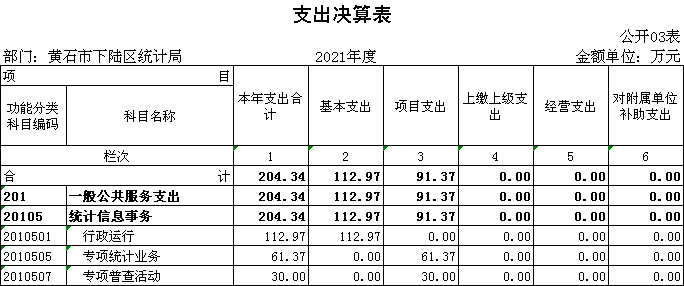 支出决算表
公开03表
部门：黄石市下陆区统计局 2021年度 金额单位：万元
项 目 本年支出合计 基本支出 项目支出 上缴上级支出 经营支出 对附属单位补助支出
功能分类科目编码 科目名称
栏次 1 2 3 4 5 6
合 计 204.34 112.97 91.37 0.00 0.00 0.00
201 一般公共服务支出 204.34 112.97 91.37 0.00 0.00 0.00
20105 统计信息事务 204.34 112.97 91.37 0.00 0.00 0.00
2010501 行政运行 112.97 112.97 0.00 0.00 0.00 0.00
2010505 专项统计业务 61.37 0.00 61.37 0.00 0.00 0.00
2010507 专项普查活动 30.00 0.00 30.00 0.00 0.00 0.00